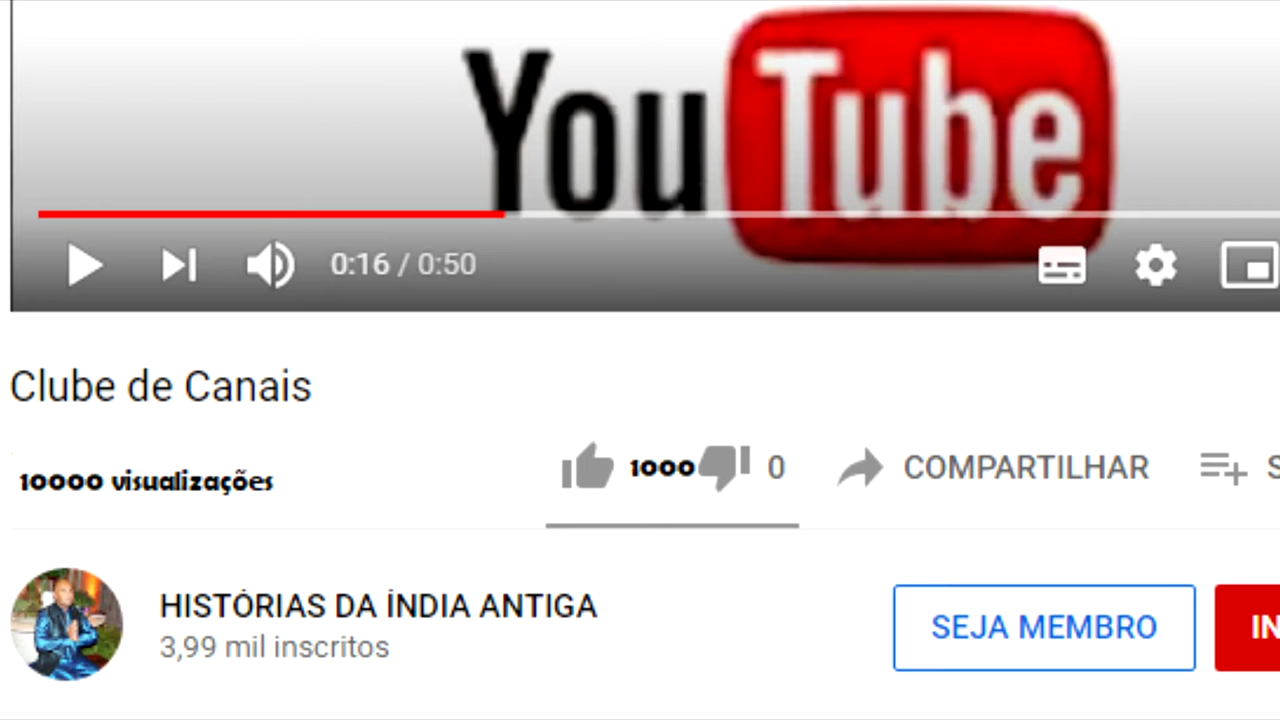 YouTube
0:16 / 0:50
Clube de Canais
10000 visualizações
1000 0 COMPARTILHAR S
HISTÓRIAS DA ÍNDIA ANTIGA
3,99 mil inscritos
SEJA MEMBRO IN